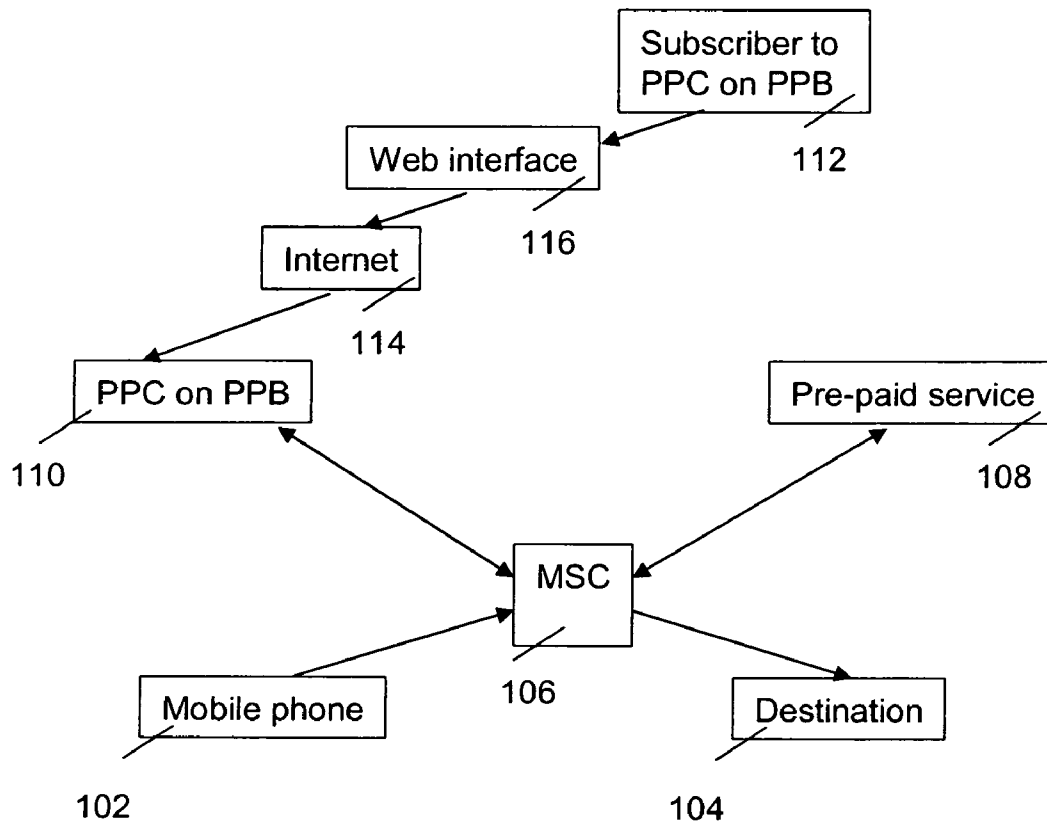 Subscriber to
PPC on PPB
112
Web interface
116
Internet
114
PPC on PPB
110
Pre-paid service
108
MSC
106
Mobile phone
102
Destination
104